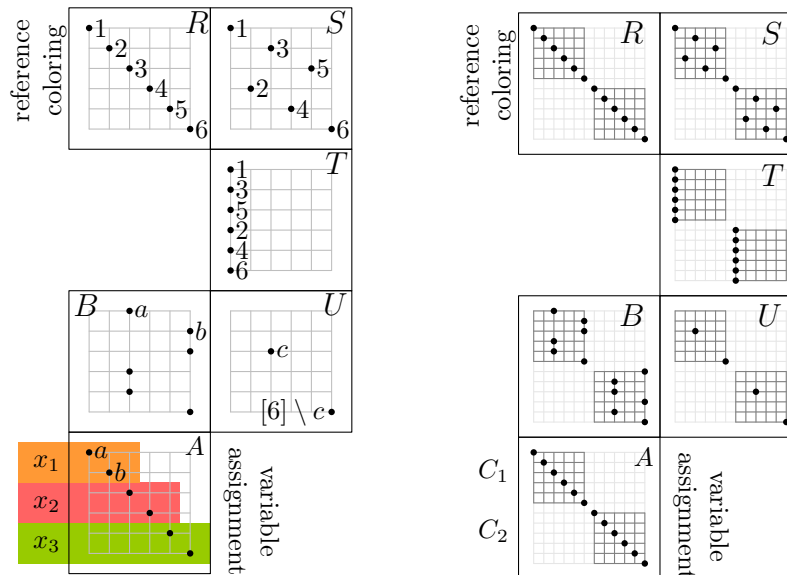 reference
coloring
R
1
2
3
4
5
6
S
1
3
5
2
4
6
T
1
3
5
2
4
6
B
a
b
U
c
[6] \ c
x₁
x₂
x₃
A
a
b
variable
assignment
reference
coloring
R
S
T
B
U
C₁
C₂
A
variable
assignment